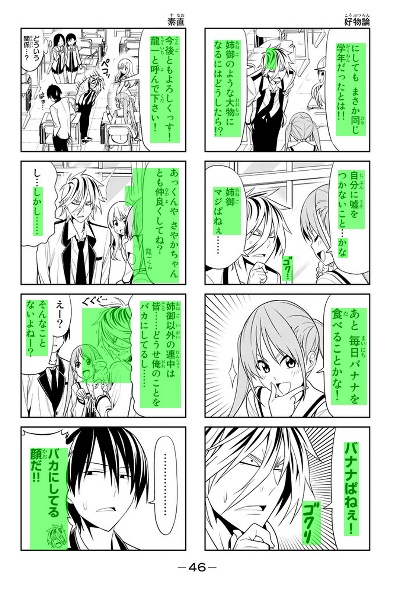 好物論
にしても まさか同じ
学年だったとは!!
姉御のような大物に
なるにはどうしたら!?
自分に嘘を
つかないこと…かな
姉御
マジぱねぇ……
ゴクッ
あと 毎日バナナを
食べることかな！
バナナぱねぇ！
ゴクリ
素直
今後ともよろしくっす！
龍一と呼んで下さい！
どういう
関係…?
あっくんや さやかちゃん
とも仲良くしてね？
し…しかし……
姉御以外の連中は
皆……どうせ俺のことを
バカにしてるし……
えー？
そんなこと
ないよねー？
………
バカにしてる
顔だ!!
－46－